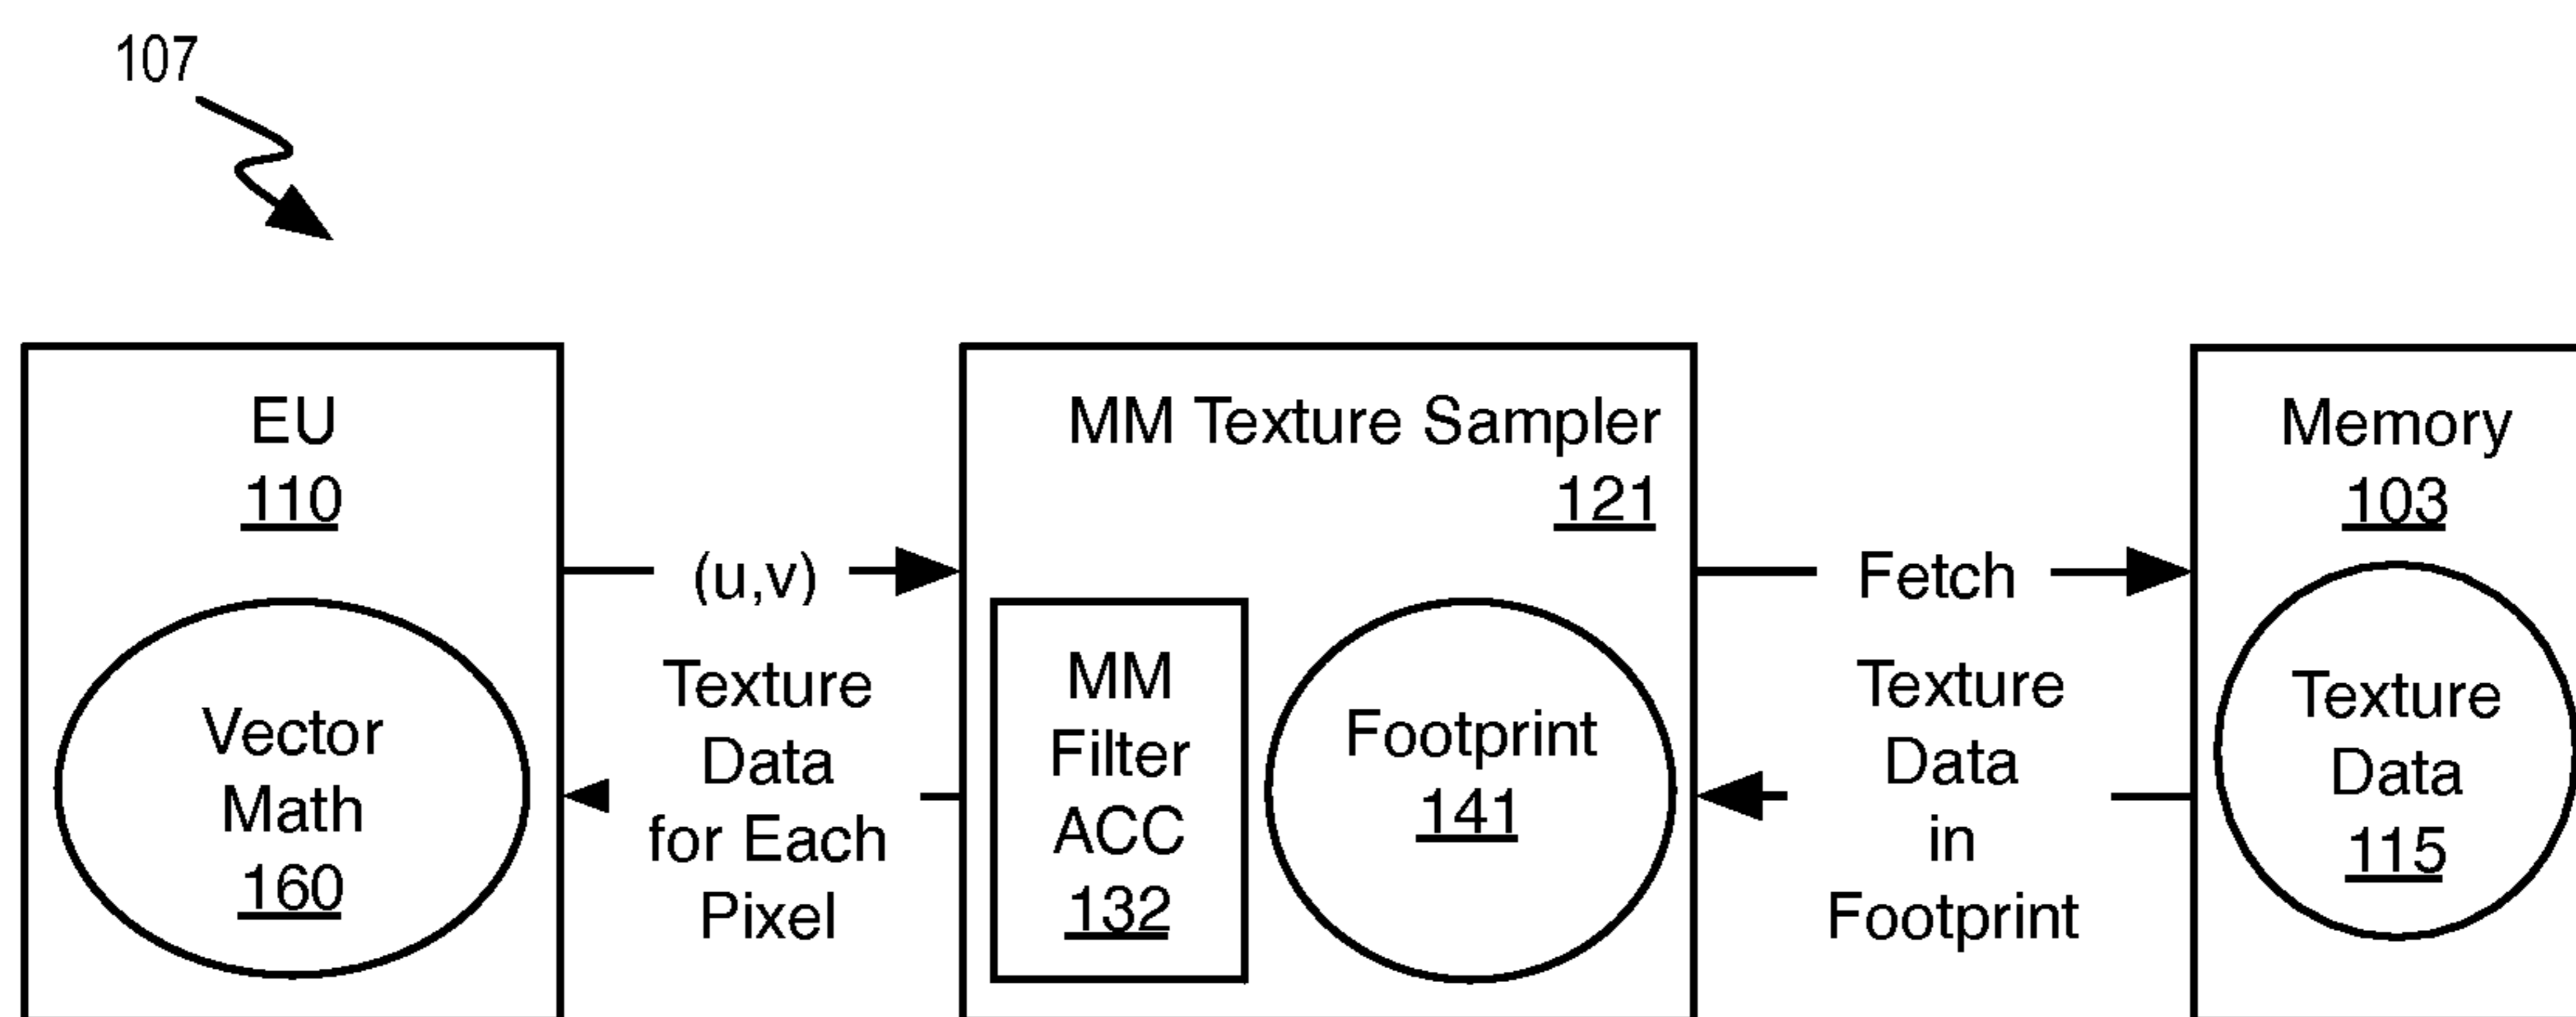 107
EU
110
Vector
Math
160
(u,v)
Texture
Data
for Each
Pixel
MM Texture Sampler
121
MM
Filter
ACC
132
Footprint
141
Fetch
Texture
Data
in
Footprint
Memory
103
Texture
Data
115